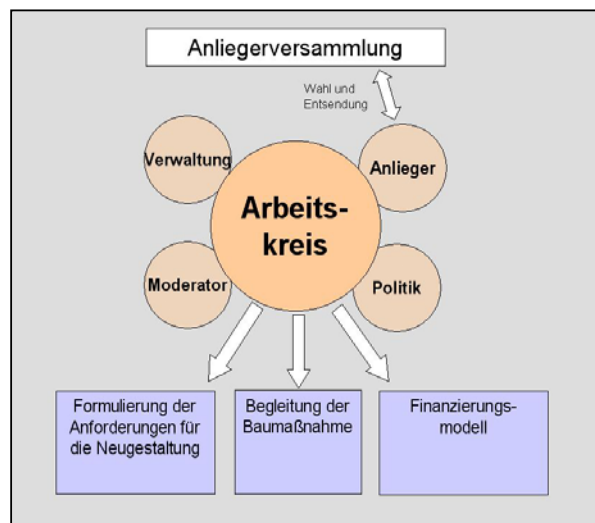 Anliegerversammlung
Wahl und
Entsendung
Verwaltung
Anlieger
Arbeits-
kreis
Moderator
Politik
Formulierung der
Anforderungen für
die Neugestaltung
Begleitung der
Baumaßnahme
Finanzierungs-
modell